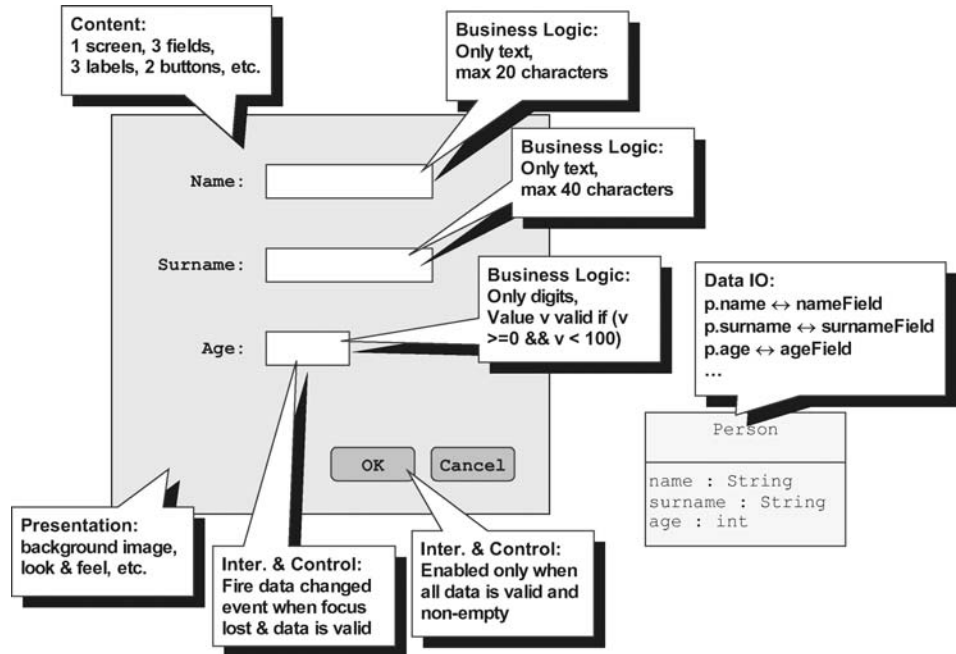 Content:
1 screen, 3 fields,
3 labels, 2 buttons, etc.
Business Logic:
Only text,
max 20 characters
Name:
Business Logic:
Only text,
max 40 characters
Surname:
Business Logic:
Only digits,
Value v valid if (v
>=0 && v < 100)
Age:
Data IO:
p.name ↔ nameField
p.surname ↔ surnameField
p.age ↔ ageField
...
Person
name : String
surname : String
age : int
OK
Cancel
Presentation:
background image,
look & feel, etc.
Inter. & Control:
Fire data changed
event when focus
lost & data is valid
Inter. & Control:
Enabled only when
all data is valid and
non-empty